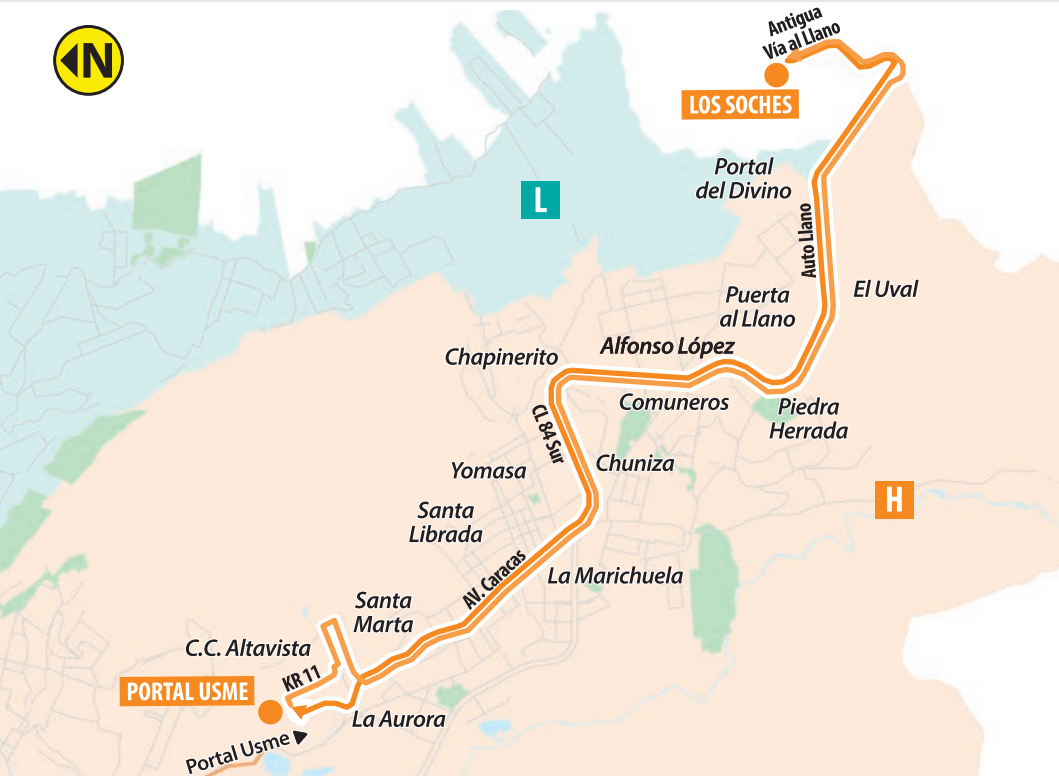 N
Antigua
Vía al Llano
LOS SOCHES
Portal
del Divino
L
Auto Llano
El Uval
Puerta
al Llano
Alfonso López
Chapinerito
Comuneros
Piedra
Herrada
CL 84 Sur
Chuniza
Yomasa
H
Santa
Librada
AV. Caracas
La Marichuela
Santa
Marta
C.C. Altavista
KR 11
PORTAL USME
La Aurora
Portal Usme